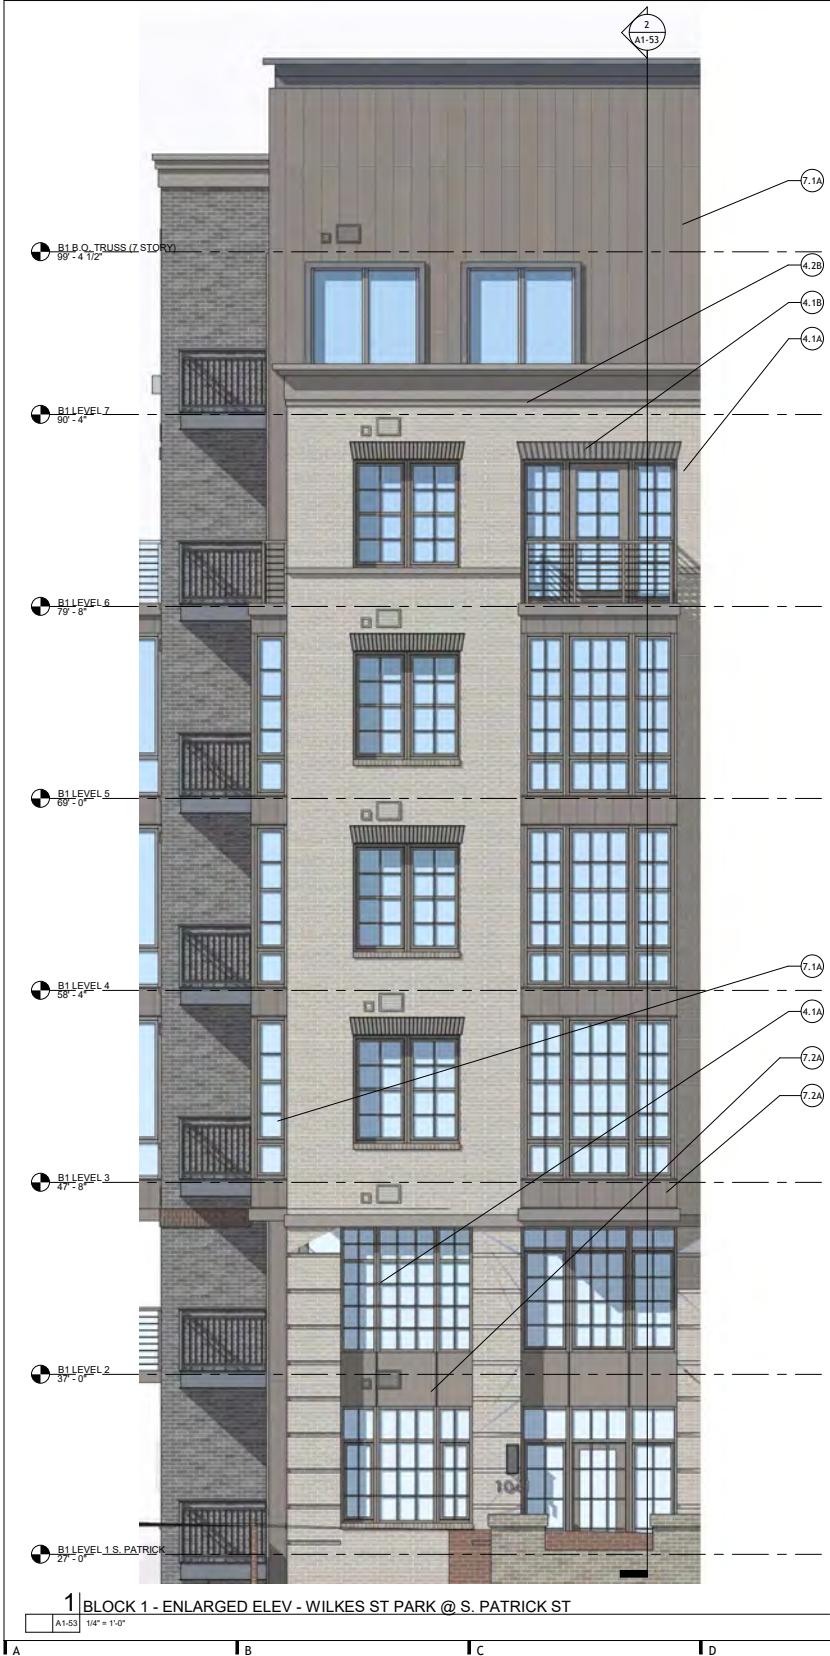 2
A1-53
7.1A
B1 B.O. TRUSS (7 STORY)
99' - 4 1/2"
4.2B
4.1B
4.1A
B1 LEVEL 7
90' - 4"
B1 LEVEL 6
79' - 8"
B1 LEVEL 5
69' - 0"
7.1A
B1 LEVEL 4
58' - 4"
4.1A
7.2A
7.2A
B1 LEVEL 3
47' - 8"
B1 LEVEL 2
37' - 0"
B1 LEVEL 1 S. PATRICK
27' - 0"
1 BLOCK 1 - ENLARGED ELEV - WILKES ST PARK @ S. PATRICK ST
A1-53 1/4" = 1'-0"
A B C D